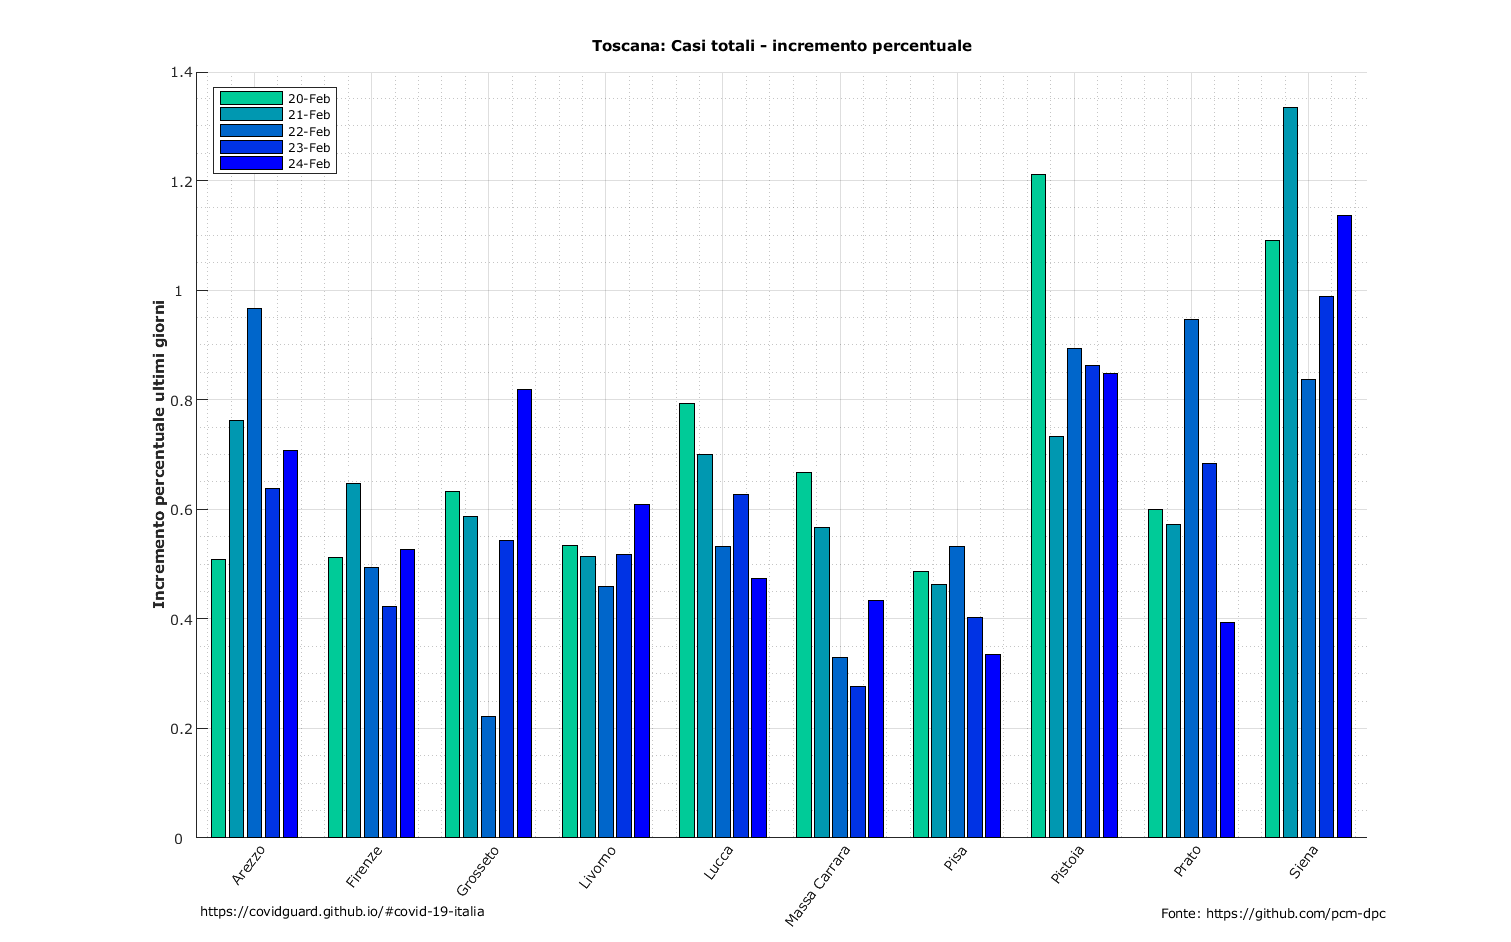 Toscana: Casi totali - incremento percentuale
Incremento percentuale ultimi giorni
1.4
1.2
1
0.8
0.6
0.4
0.2
0
20-Feb
21-Feb
22-Feb
23-Feb
24-Feb
Arezzo
Firenze
Grosseto
Livorno
Lucca
Massa Carrara
Pisa
Pistoia
Prato
Siena
https://covidguard.github.io/#covid-19-italia
Fonte: https://github.com/pcm-dpc